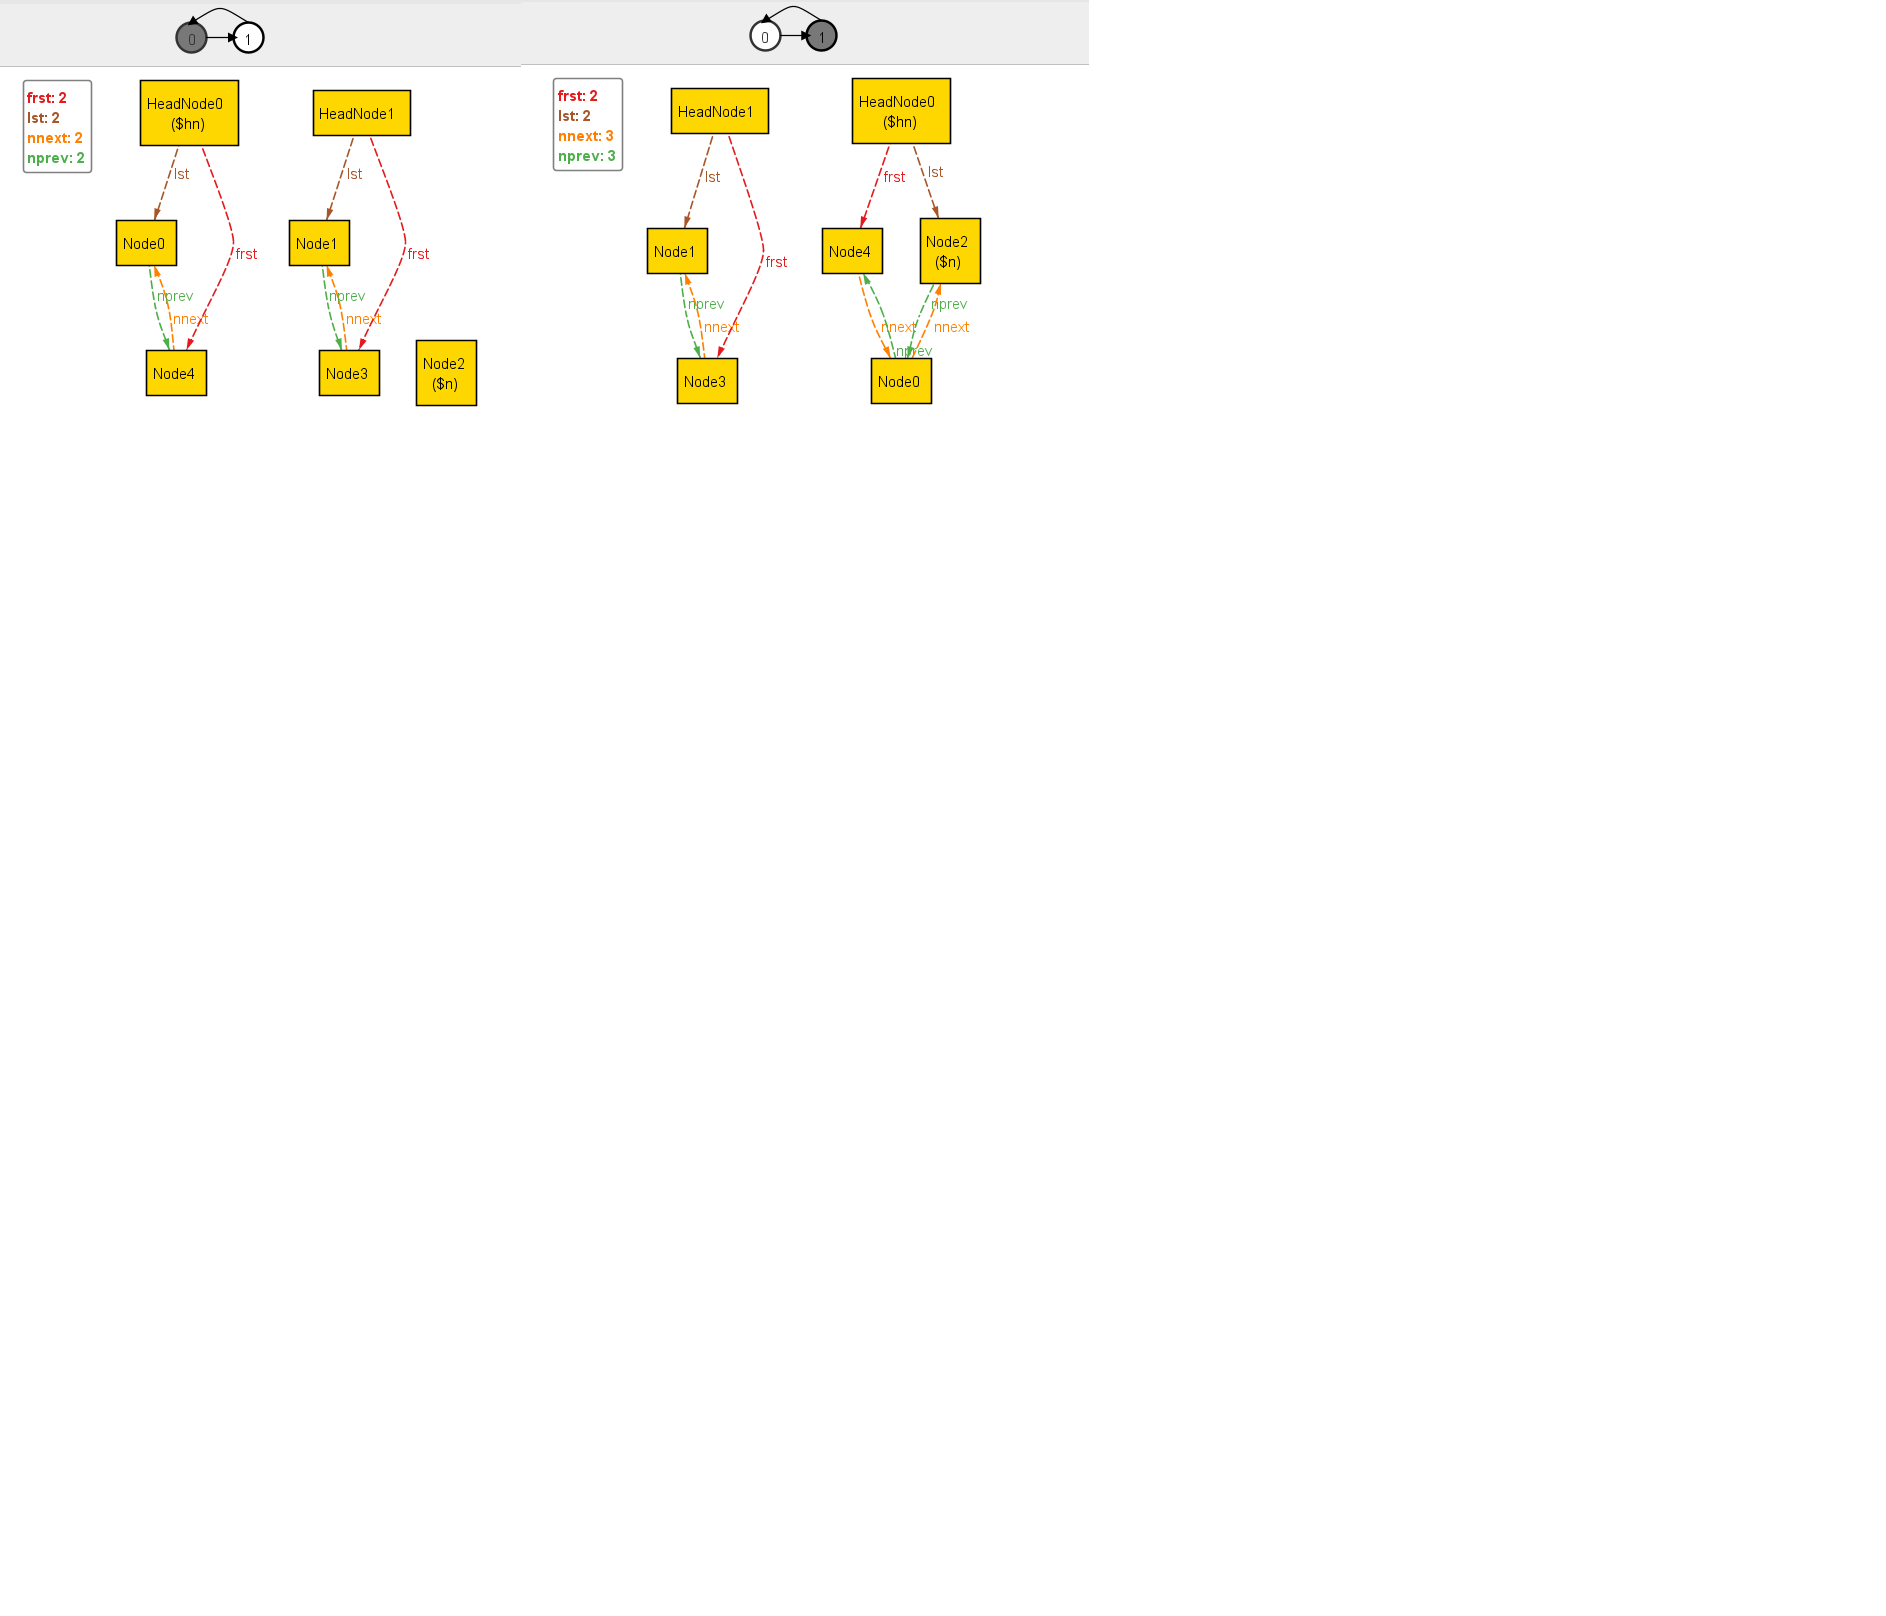 0
1
frst: 2
lst: 2
nnext: 2
nprev: 2
HeadNode0
($hn)
HeadNode1
lst
lst
Node0
Node1
frst
frst
nprev
nprev
nnext
nnext
Node4
Node3
Node2
($n)
0
1
frst: 2
lst: 2
nnext: 3
nprev: 3
HeadNode1
HeadNode0
($hn)
lst
frst
lst
Node1
Node4
Node2
($n)
frst
nprev
nprev
nnext
nnext
nnext
nprev
Node3
Node0